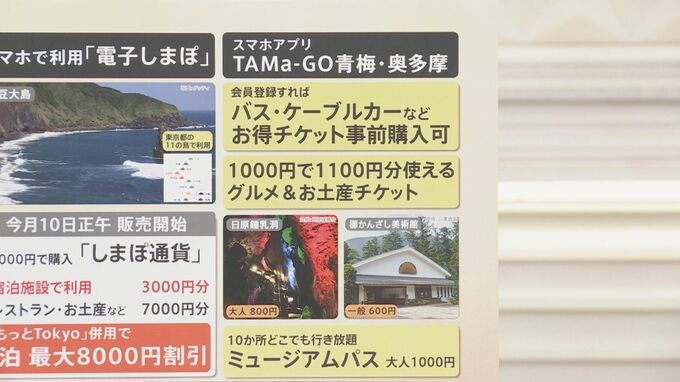 マホで利用「電子しまぽ」
豆大島
東京都の
11の島で利用
今月10日正午 販売開始
000円で購入 「しまぽ通貨」
宿泊施設で利用 3000円分
レストラン・お土産など 7000円分
もっとTokyo」併用で
泊 最大8000円割引
スマホアプリ
TAMa-GO青梅・奥多摩
会員登録すれば
バス・ケーブルカーなど
お得チケット事前購入可
1000円で1100円分使える
グルメ&お土産チケット
日原鍾乳洞
大人 800円
櫛かんざし美術館
一般 600円
10か所どこでも行き放題
ミュージアムパス 大人1000円